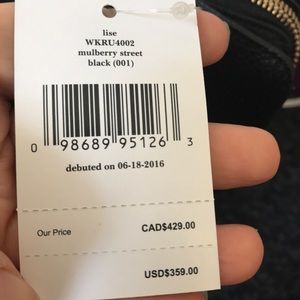 lise
WKRU4002
mulberry street
black (001)
0 98689 95126 3
debuted on 06-18-2016
Our Price CAD$429.00
USD$359.00